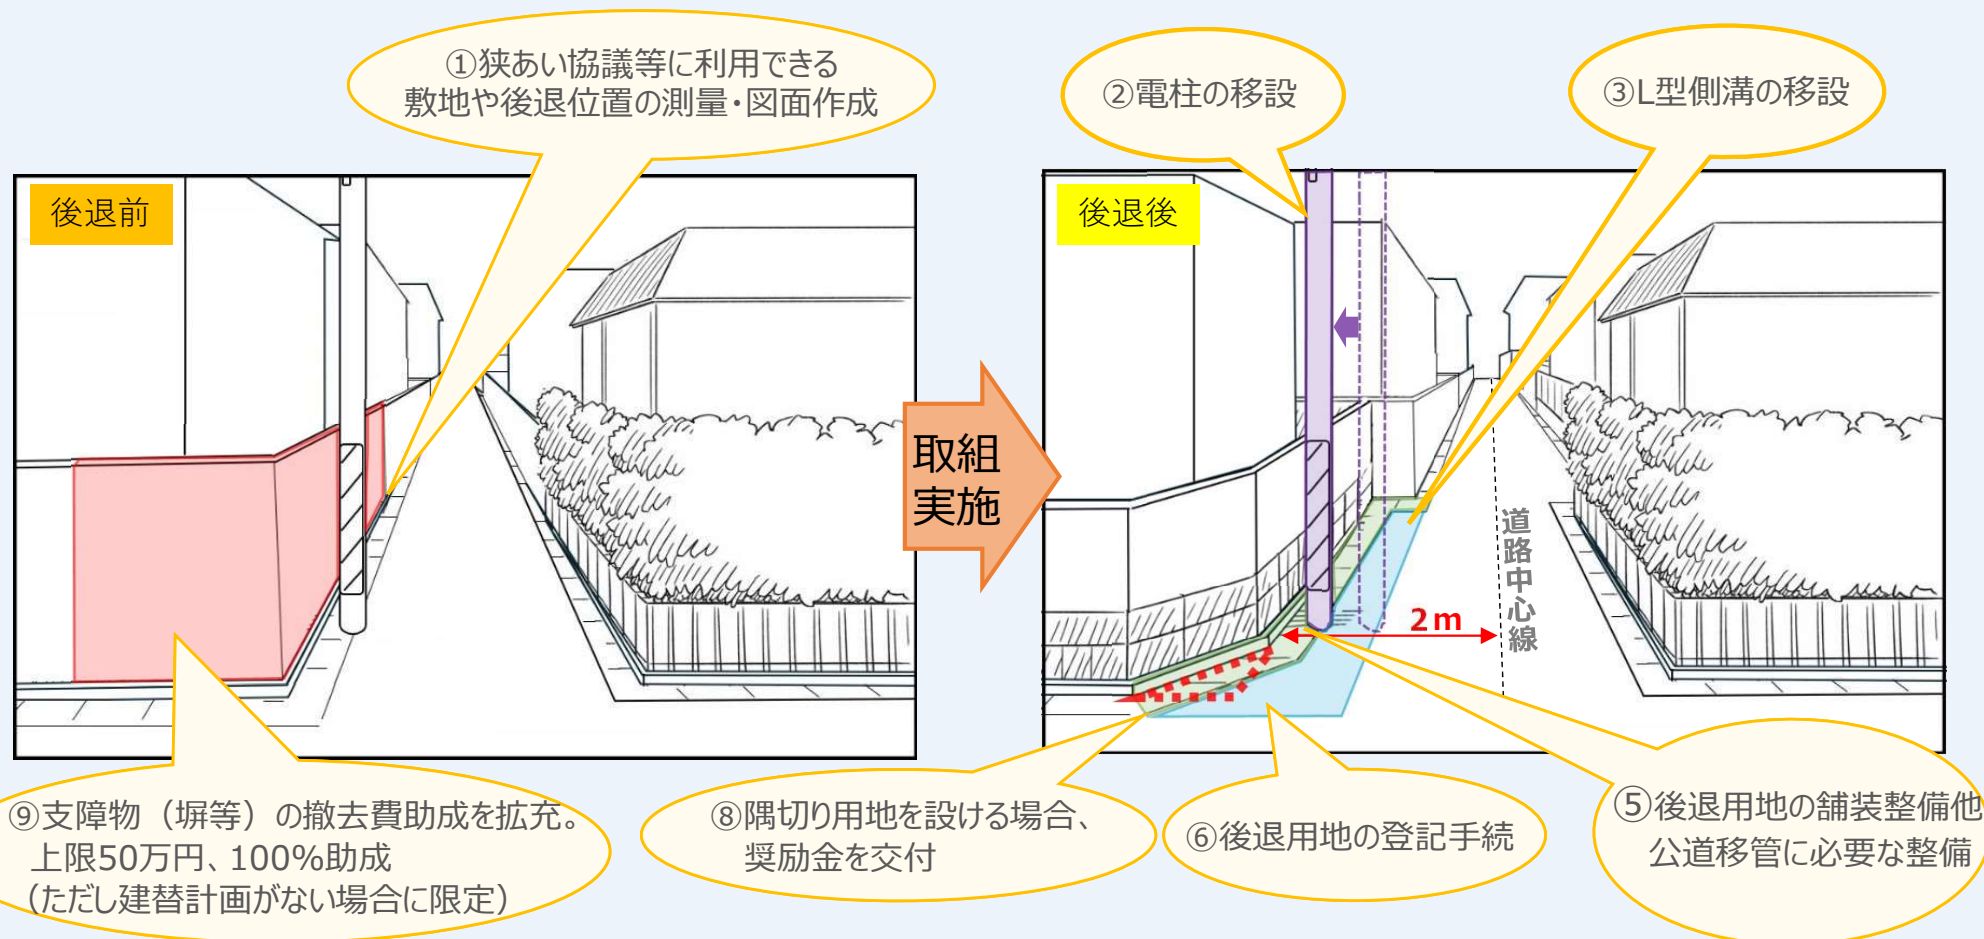 ①狭あい協議等に利用できる
敷地や後退位置の測量・図面作成
②電柱の移設
③L型側溝の移設
後退前
後退後
取組
実施
道路中心線
2m
⑨支障物（塀等）の撤去費助成を拡充。
上限50万円、100%助成
（ただし建替計画がない場合に限定）
⑧隅切り用地を設ける場合、
奨励金を交付
⑥後退用地の登記手続
⑤後退用地の舗装整備他
公道移管に必要な整備